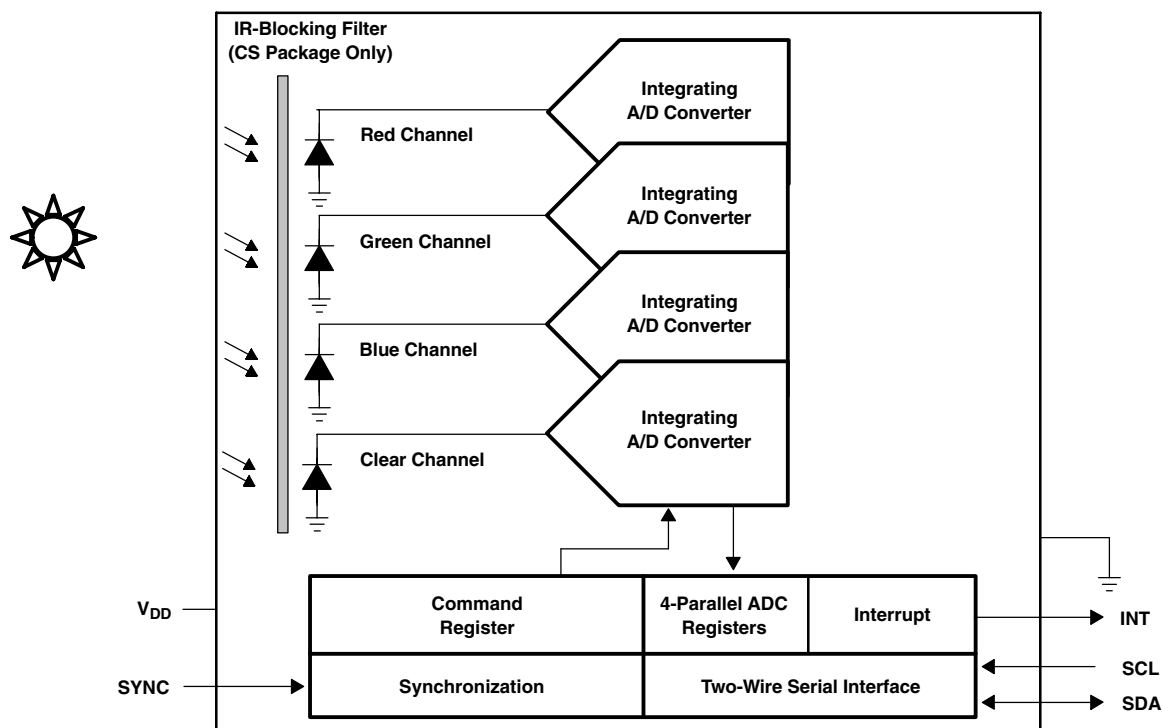 IR-Blocking Filter
(CS Package Only)
Integrating
A/D Converter
Red Channel
Integrating
A/D Converter
Green Channel
Integrating
A/D Converter
Blue Channel
Integrating
A/D Converter
Clear Channel
VDD
Command
Register
4-Parallel ADC
Registers
Interrupt
INT
SYNC
Synchronization
Two-Wire Serial Interface
SCL
SDA